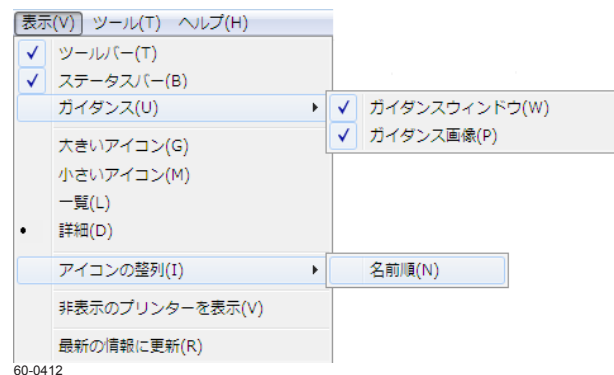 表示(V) ツール(T) ヘルプ(H)
ツールバー(T)
ステータスバー(B)
ガイダンス(U)
ガイダンスウィンドウ(W)
ガイダンス画像(P)
大きいアイコン(G)
小さいアイコン(M)
一覧(L)
詳細(D)
アイコンの整列(I)
名前順(N)
非表示のプリンターを表示(V)
最新の情報に更新(R)
60-0412